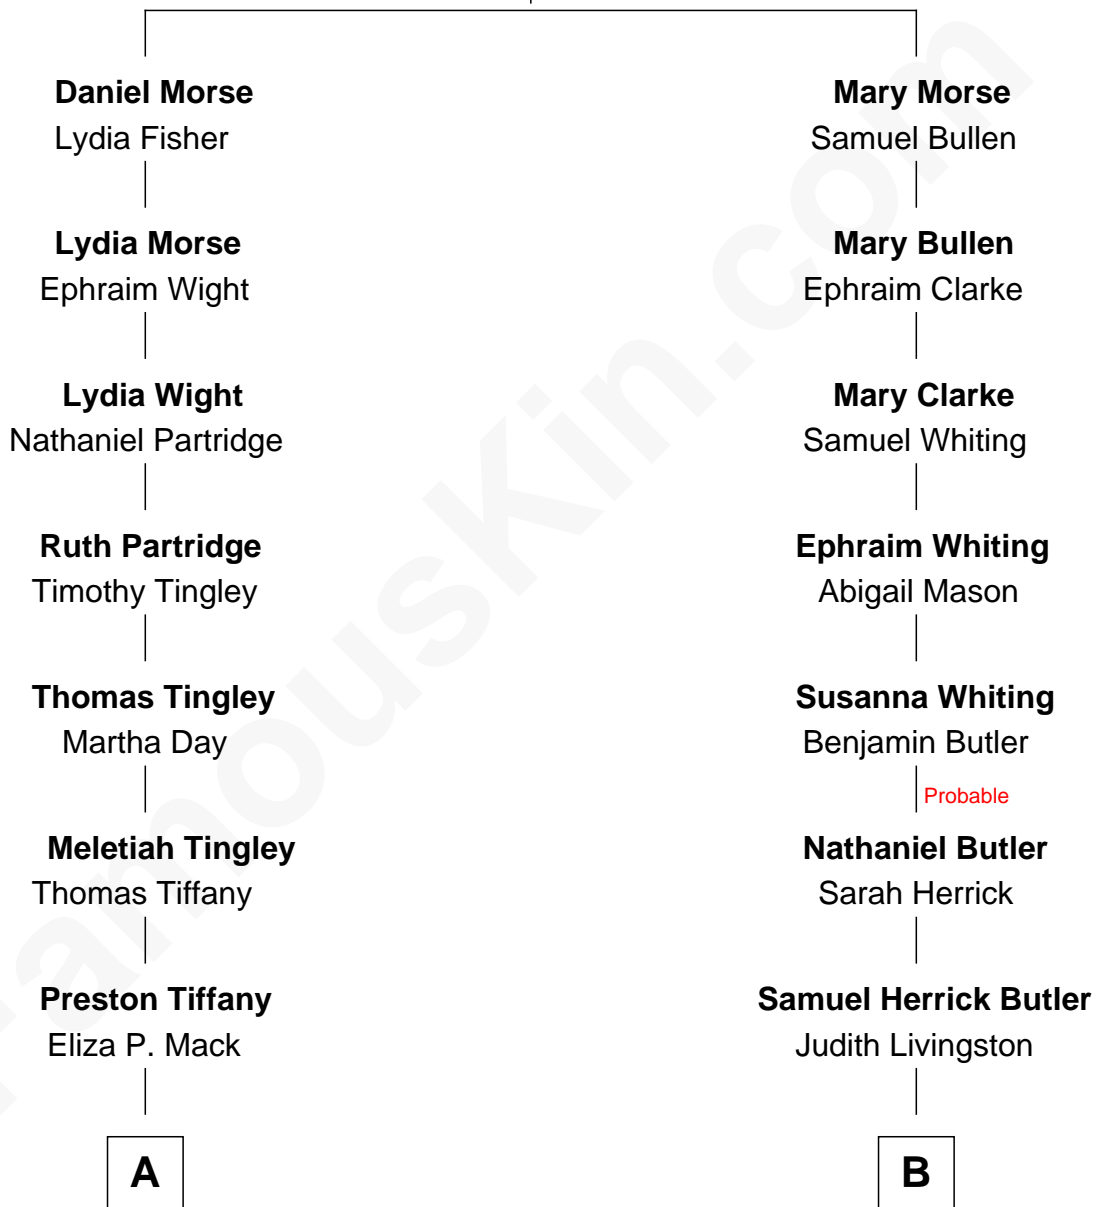 Daniel Morse
Lydia Fisher
Lydia Morse
Ephraim Wight
Lydia Wight
Nathaniel Partridge
Ruth Partridge
Timothy Tingley
Thomas Tingley
Martha Day
Meletiah Tingley
Thomas Tiffany
Preston Tiffany
Eliza P. Mack
A
Mary Morse
Samuel Bullen
Mary Bullen
Ephraim Clarke
Mary Clarke
Samuel Whiting
Ephraim Whiting
Abigail Mason
Susanna Whiting
Benjamin Butler
Probable
Nathaniel Butler
Sarah Herrick
Samuel Herrick Butler
Judith Livingston
B
FamousKin.com